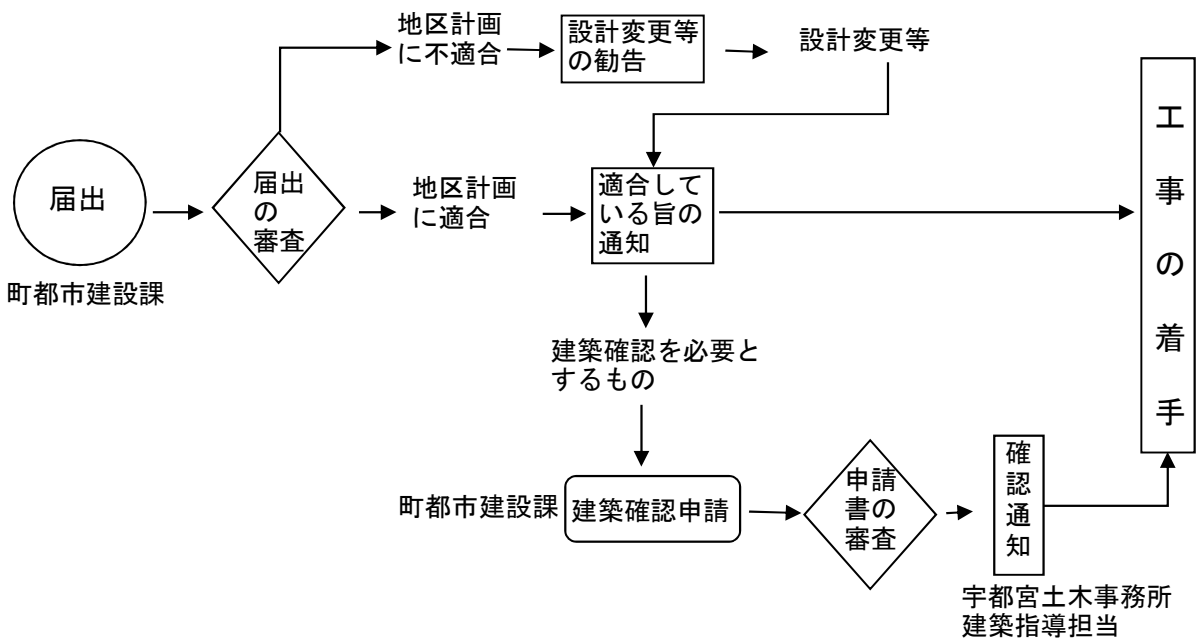 地区計画
に不適合
設計変更等
の勧告
設計変更等
届出
町都市建設課
届出
の
審査
地区計画
に適合
適合して
いる旨の
通知
工事の着手
建築確認を必要と
するもの
町都市建設課
建築確認申請
申請
書の
審査
確認通知
宇都宮土木事務所
建築指導担当